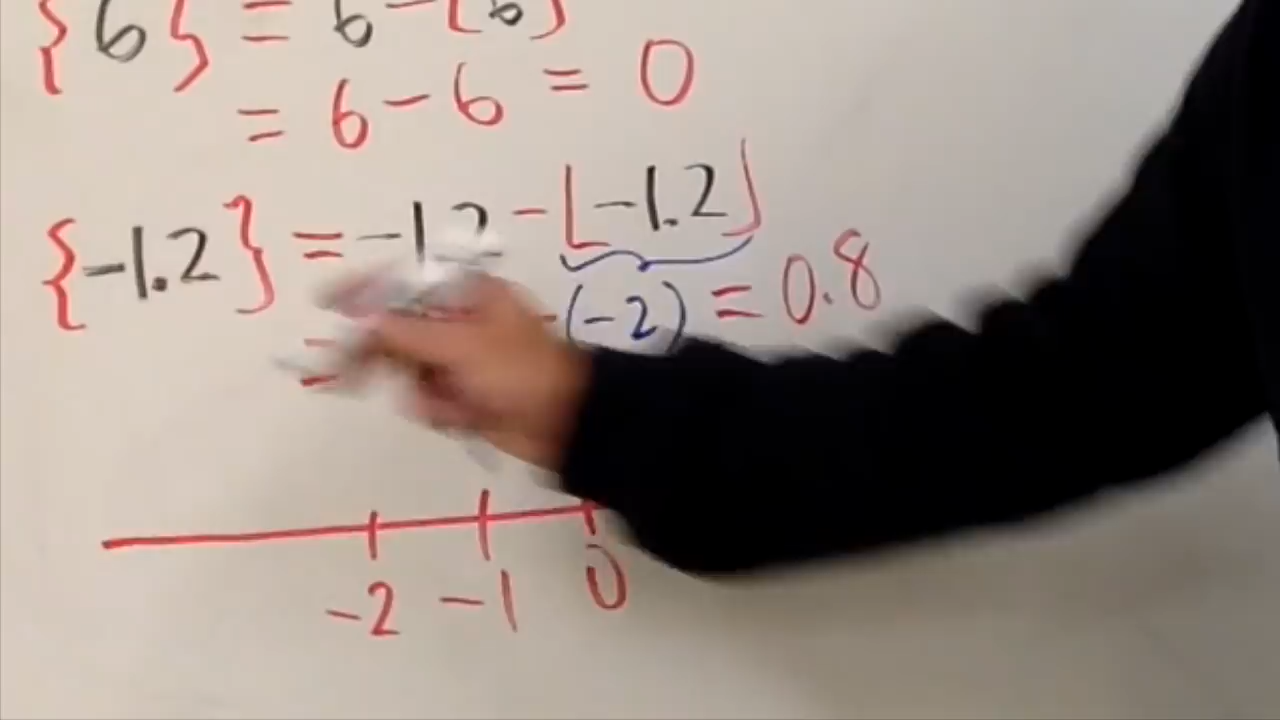 {6} = 6 - ⌊6⌋
= 6 - 6 = 0
{-1.2} = -1.2 - ⌊-1.2⌋
= -(-2) = 0.8
-2 -1 0